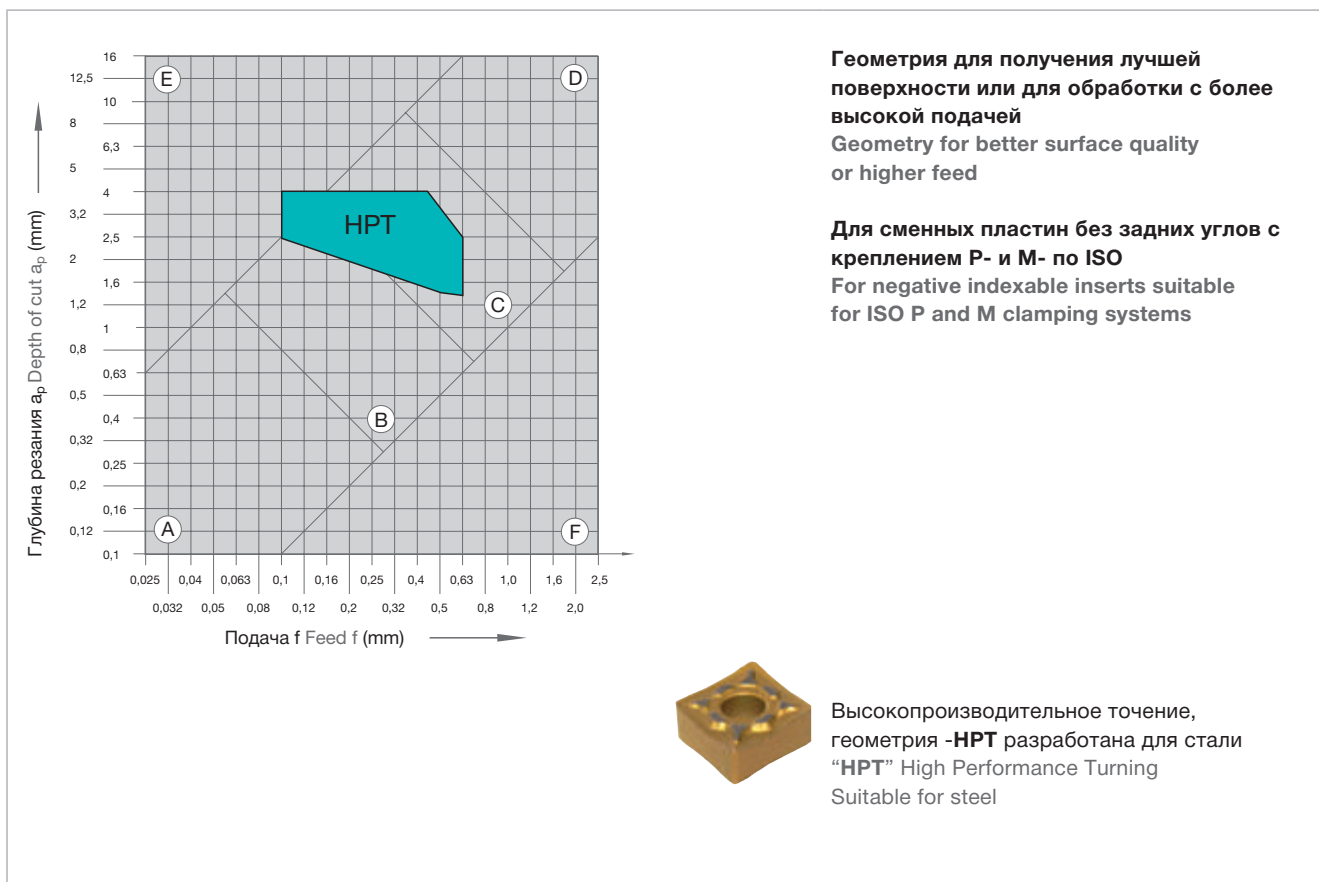 16
12,5
10
8
6,3
5
4
3,2
2,5
2
1,6
1,2
1
0,8
0,63
0,5
0,4
0,32
0,25
0,2
0,16
0,12
0,1
E
D
HPT
C
B
A
F
Глубина резания ap Depth of cut ap (mm)
0,025 0,04 0,063 0,1 0,16 0,25 0,4 0,63 1,0 1,6 2,5
0,032 0,05 0,08 0,12 0,2 0,32 0,5 0,8 1,2 2,0
Подача f Feed f (mm)
Геометрия для получения лучшей
поверхности или для обработки с более
высокой подачей
Geometry for better surface quality
or higher feed
Для сменных пластин без задних углов с
креплением P- и M- по ISO
For negative indexable inserts suitable
for ISO P and M clamping systems
Высокопроизводительное точение,
геометрия -HPT разработана для стали
“HPT” High Performance Turning
Suitable for steel